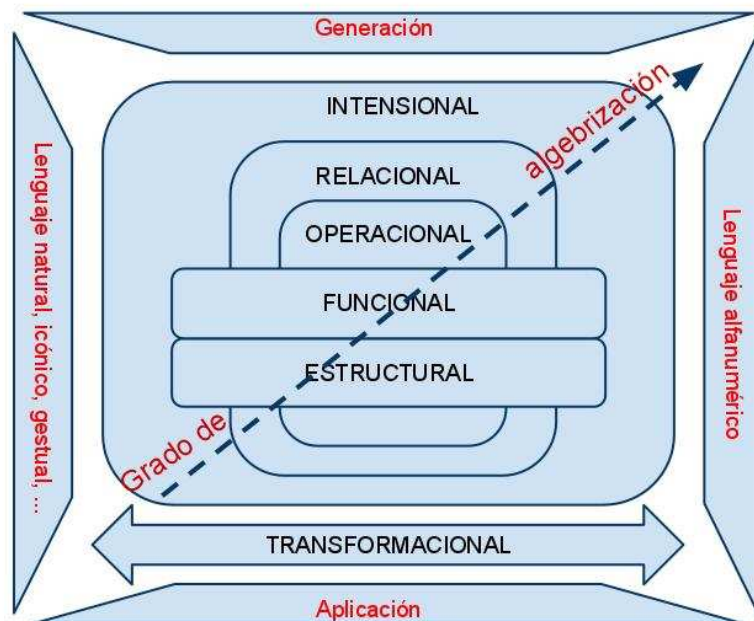 Generación
INTENSIONAL
RELACIONAL
OPERACIONAL
FUNCIONAL
ESTRUCTURAL
Grado de algebrización
TRANSFORMACIONAL
Aplicación
Lenguaje natural, icónico, gestual, ...
Lenguaje alfanumérico